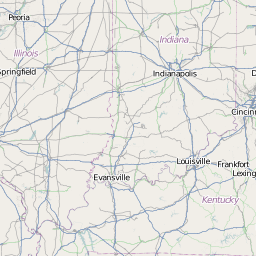 Peoria
Indiana
Illinois
Springfield
Indianapolis
D
Cincin
Louisville
Frankfort
Lexing
Evansville
Kentucky